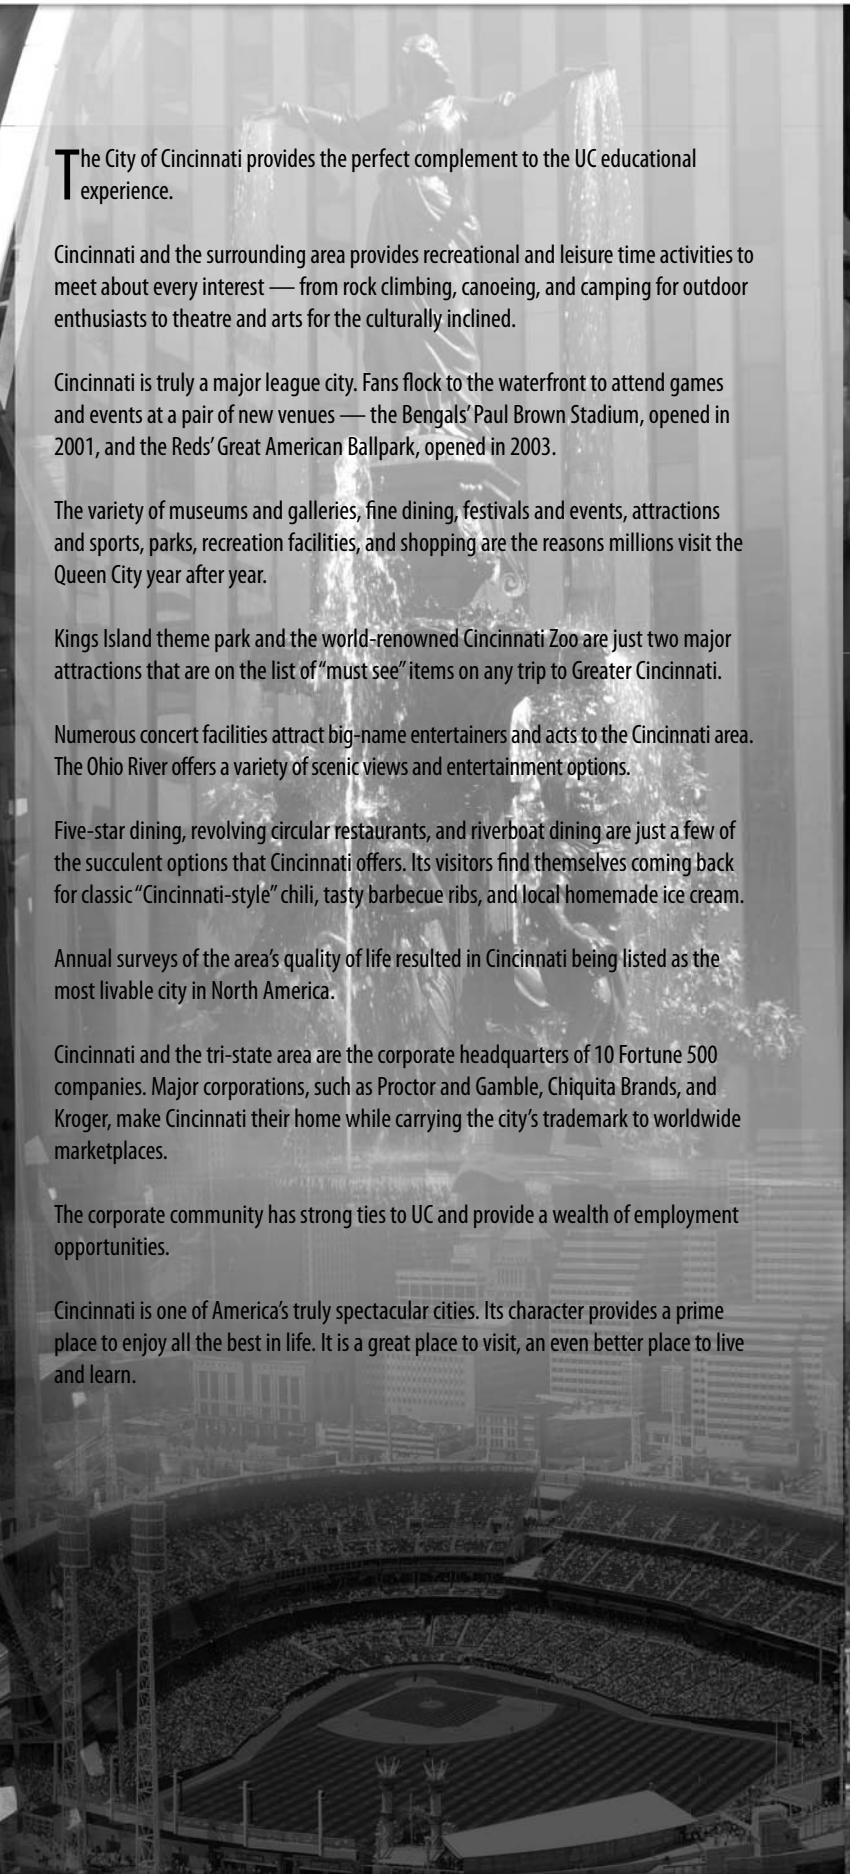 The City of Cincinnati provides the perfect complement to the UC educational
experience.
Cincinnati and the surrounding area provides recreational and leisure time activities to
meet about every interest — from rock climbing, canoeing, and camping for outdoor
enthusiasts to theatre and arts for the culturally inclined.
Cincinnati is truly a major league city. Fans flock to the waterfront to attend games
and events at a pair of new venues — the Bengals’ Paul Brown Stadium, opened in
2001, and the Reds’ Great American Ballpark, opened in 2003.
The variety of museums and galleries, fine dining, festivals and events, attractions
and sports, parks, recreation facilities, and shopping are the reasons millions visit the
Queen City year after year.
Kings Island theme park and the world-renowned Cincinnati Zoo are just two major
attractions that are on the list of “must see” items on any trip to Greater Cincinnati.
Numerous concert facilities attract big-name entertainers and acts to the Cincinnati area.
The Ohio River offers a variety of scenic views and entertainment options.
Five-star dining, revolving circular restaurants, and riverboat dining are just a few of
the succulent options that Cincinnati offers. Its visitors find themselves coming back
for classic “Cincinnati-style” chili, tasty barbecue ribs, and local homemade ice cream.
Annual surveys of the area’s quality of life resulted in Cincinnati being listed as the
most livable city in North America.
Cincinnati and the tri-state area are the corporate headquarters of 10 Fortune 500
companies. Major corporations, such as Proctor and Gamble, Chiquita Brands, and
Kroger, make Cincinnati their home while carrying the city’s trademark to worldwide
marketplaces.
The corporate community has strong ties to UC and provide a wealth of employment
opportunities.
Cincinnati is one of America’s truly spectacular cities. Its character provides a prime
place to enjoy all the best in life. It is a great place to visit, an even better place to live
and learn.